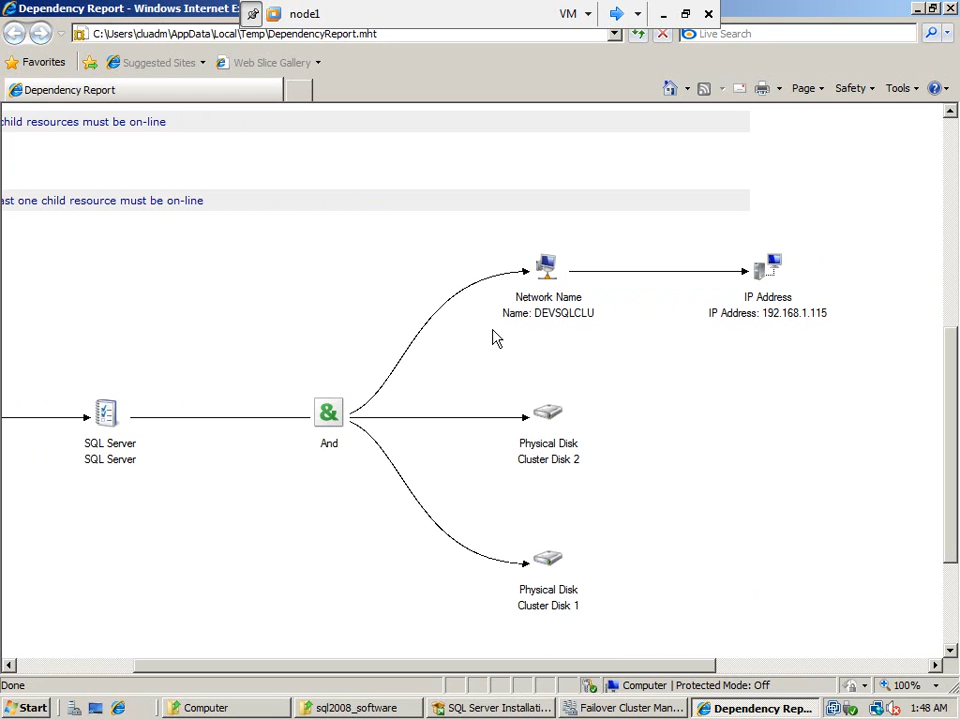 Dependency Report - Windows Internet E
node1
VM
C:\Users\cluadm\AppData\Local\Temp\DependencyReport.mht
Live Search
Favorites
Suggested Sites
Web Slice Gallery
Dependency Report
Page
Safety
Tools
child resources must be on-line
ast one child resource must be on-line
Network Name
Name: DEVSQLCLU
IP Address
IP Address: 192.168.1.115
SQL Server
SQL Server
&
And
Physical Disk
Cluster Disk 2
Physical Disk
Cluster Disk 1
Done
Computer | Protected Mode: Off
100%
Start
Computer
sql2008_software
SQL Server Installati...
Failover Cluster Man...
Dependency Rep...
1:48 AM